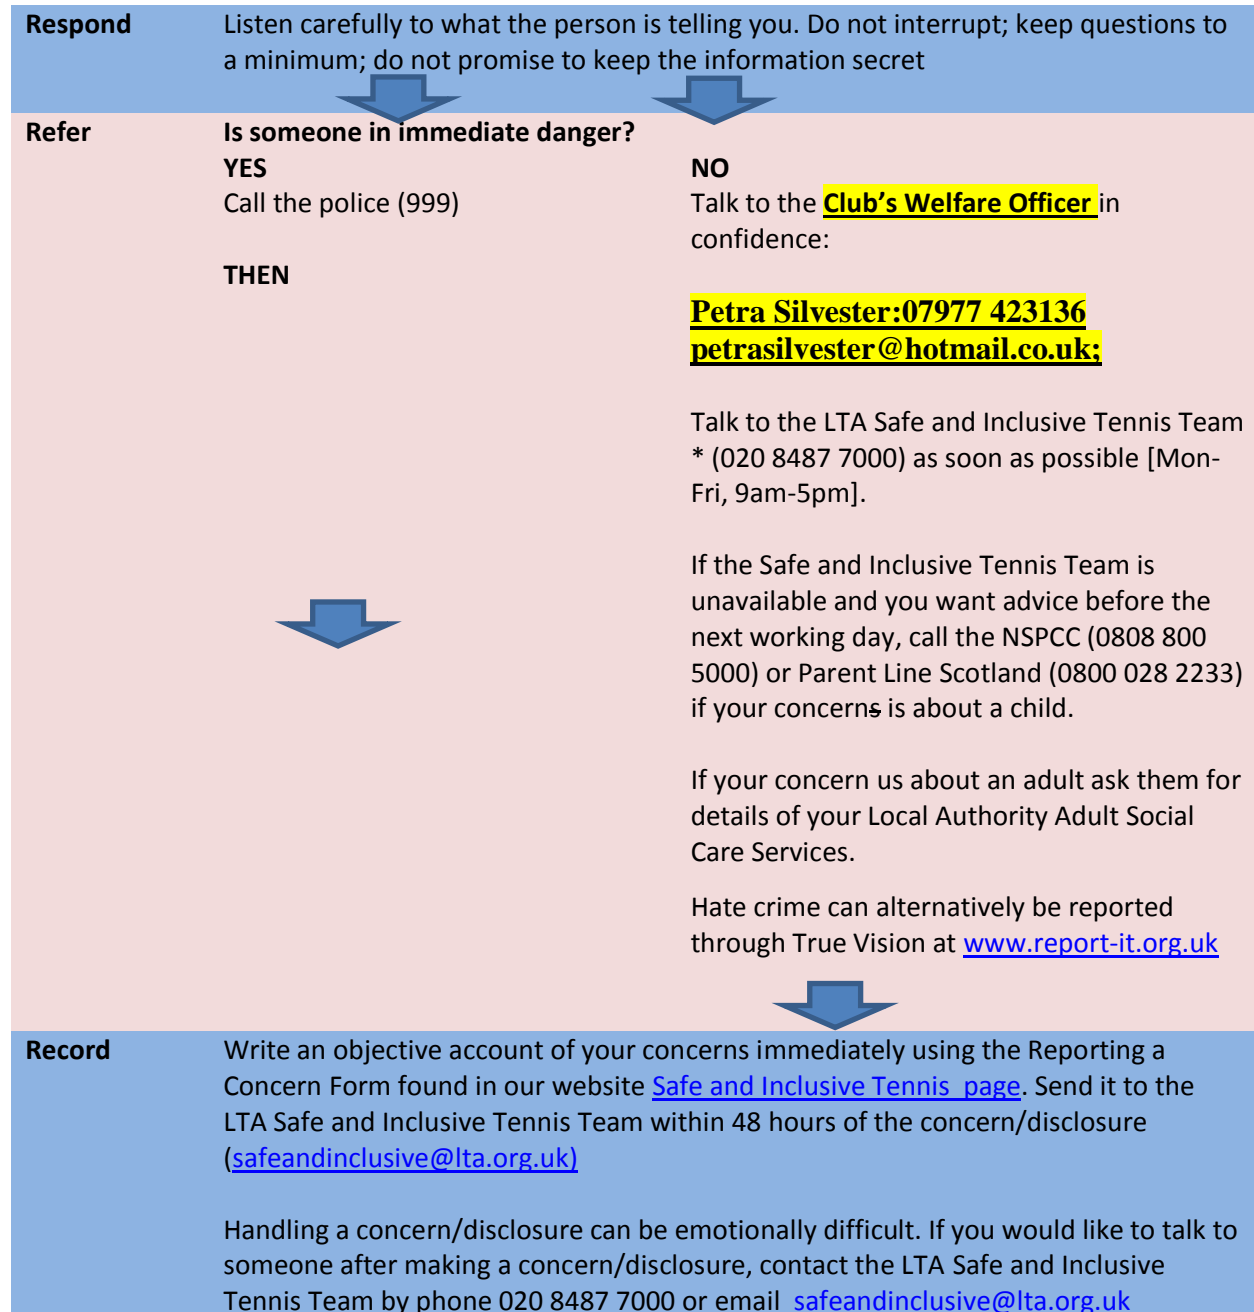 Respond
Listen carefully to what the person is telling you. Do not interrupt; keep questions to
a minimum; do not promise to keep the information secret
Refer
Is someone in immediate danger?
YES
Call the police (999)
THEN
NO
Talk to the Club's Welfare Officer in
confidence:
Petra Silvester:07977 423136
petrasilvester@hotmail.co.uk;
Talk to the LTA Safe and Inclusive Tennis Team
* (020 8487 7000) as soon as possible [Mon-
Fri, 9am-5pm].
If the Safe and Inclusive Tennis Team is
unavailable and you want advice before the
next working day, call the NSPCC (0808 800
5000) or Parent Line Scotland (0800 028 2233)
if your concerns is about a child.
If your concern us about an adult ask them for
details of your Local Authority Adult Social
Care Services.
Hate crime can alternatively be reported
through True Vision at www.report-it.org.uk
Record
Write an objective account of your concerns immediately using the Reporting a
Concern Form found in our website Safe and Inclusive Tennis  page. Send it to the
LTA Safe and Inclusive Tennis Team within 48 hours of the concern/disclosure
(safeandinclusive@lta.org.uk)
Handling a concern/disclosure can be emotionally difficult. If you would like to talk to
someone after making a concern/disclosure, contact the LTA Safe and Inclusive
Tennis Team by phone 020 8487 7000 or email  safeandinclusive@lta.org.uk